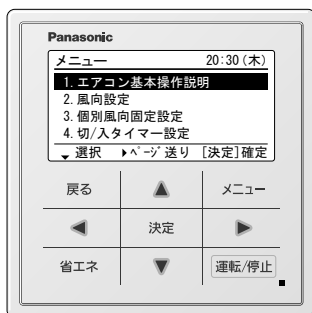 Panasonic
メニュー 20:30(木)
1. エアコン基本操作説明
2. 風向設定
3. 個別風向固定設定
4. 切/入タイマー設定
選択 ▸ﾍﾟｰｼﾞ送り [決定]確定
戻る ▲ メニュー
◀ 決定 ▶
省エネ ▼ 運転/停止